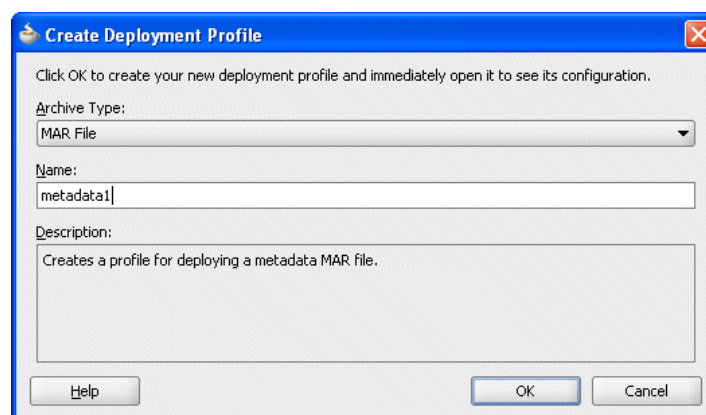 Create Deployment Profile
Click OK to create your new deployment profile and immediately open it to see its configuration.
Archive Type:
MAR File
Name:
metadata1
Description:
Creates a profile for deploying a metadata MAR file.
Help OK Cancel